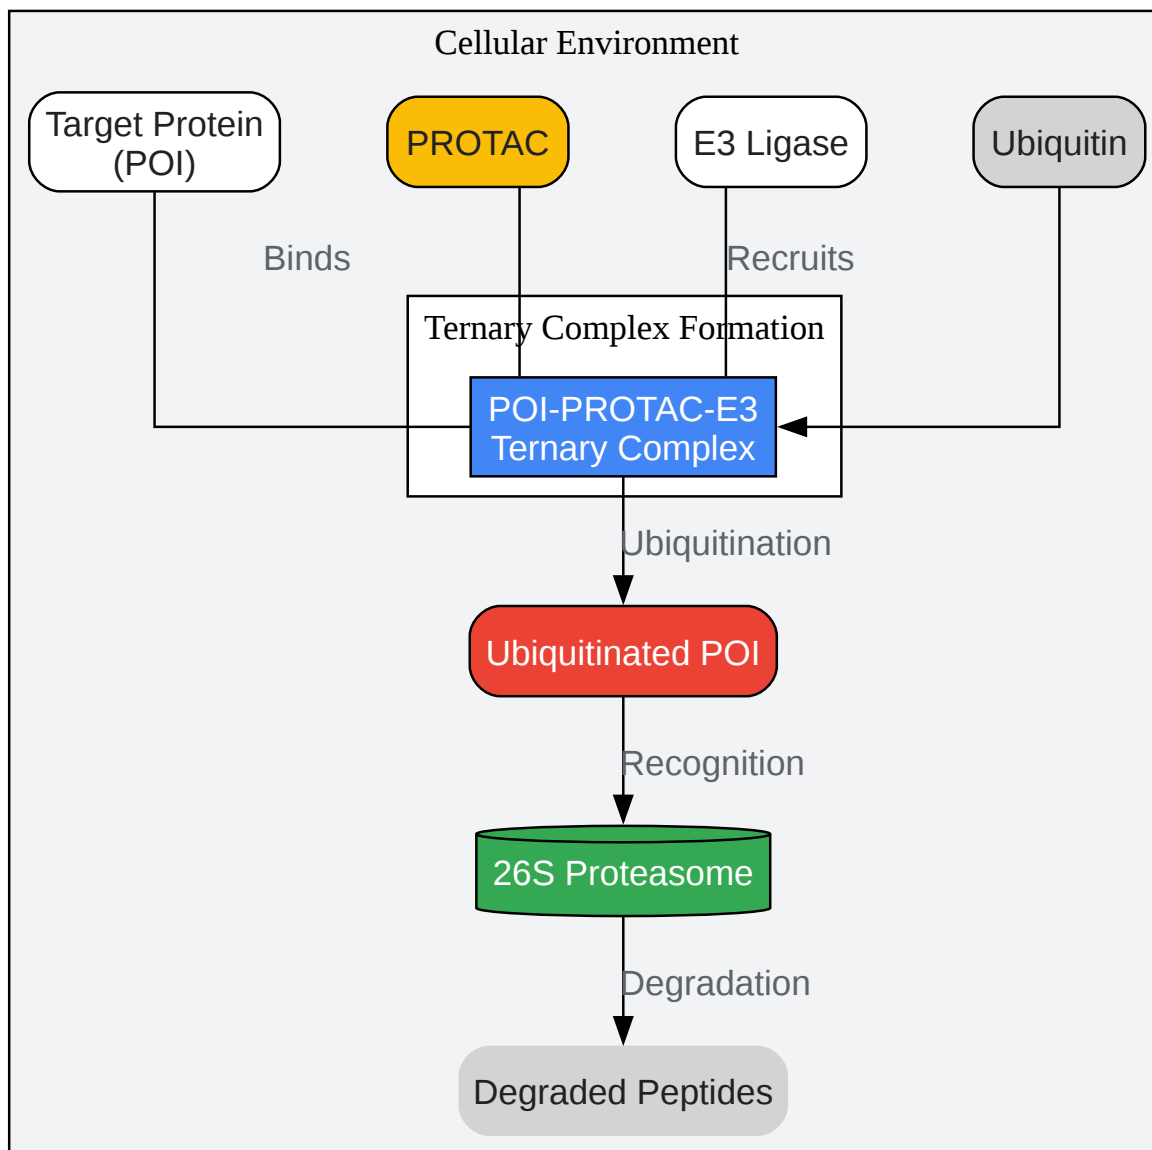 Cellular Environment
Target Protein
(POI)
PROTAC
E3 Ligase
Ubiquitin
Binds
Recruits
Ternary Complex Formation
POI-PROTAC-E3
Ternary Complex
Ubiquitination
Ubiquitinated POI
Recognition
26S Proteasome
Degradation
Degraded Peptides